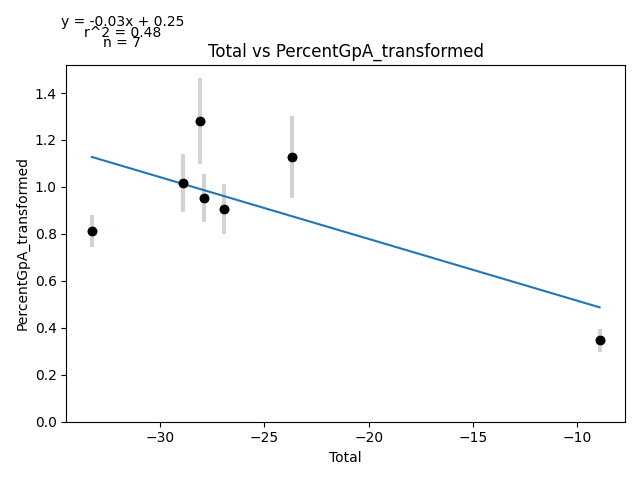 y = -0.03x + 0.25
r^2 = 0.48
n = 7
Total vs PercentGpA_transformed
1.4
1.2
1.0
0.8
0.6
0.4
0.2
0.0
PercentGpA_transformed
−30
−25
−20
−15
−10
Total